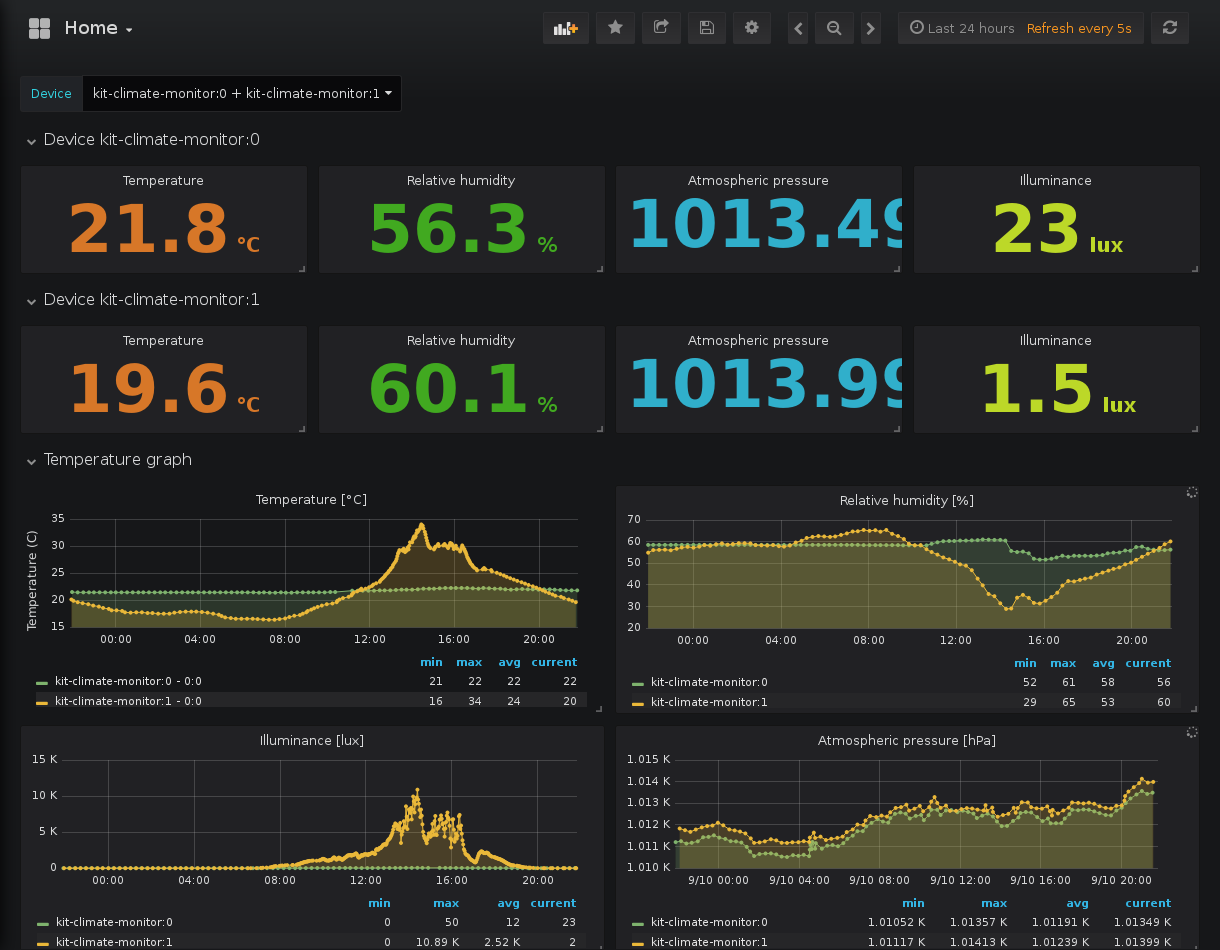 Home
Last 24 hours Refresh every 5s
Device kit-climate-monitor:0 + kit-climate-monitor:1
Device kit-climate-monitor:0
Temperature Relative humidity Atmospheric pressure Illuminance
21.8 °C 56.3 % 1013.49 23 lux
Device kit-climate-monitor:1
Temperature Relative humidity Atmospheric pressure Illuminance
19.6 °C 60.1 % 1013.99 1.5 lux
Temperature graph
Temperature [°C]
Temperature (C)
35
30
25
20
15
00:00 04:00 08:00 12:00 16:00 20:00
min max avg current
kit-climate-monitor:0 - 0:0 21 22 22 22
kit-climate-monitor:1 - 0:0 16 34 24 20
Relative humidity [%]
70
60
50
40
30
20
00:00 04:00 08:00 12:00 16:00 20:00
min max avg current
kit-climate-monitor:0 52 61 58 56
kit-climate-monitor:1 29 65 53 60
Illuminance [lux]
15 K
10 K
5 K
0
00:00 04:00 08:00 12:00 16:00 20:00
min max avg current
kit-climate-monitor:0 0 50 12 23
kit-climate-monitor:1 0 10.89 K 2.52 K 2
Atmospheric pressure [hPa]
1.015 K
1.014 K
1.013 K
1.012 K
1.011 K
1.010 K
9/10 00:00 9/10 04:00 9/10 08:00 9/10 12:00 9/10 16:00 9/10 20:00
min max avg current
kit-climate-monitor:0 1.01052 K 1.01357 K 1.01191 K 1.01349 K
kit-climate-monitor:1 1.01117 K 1.01413 K 1.01239 K 1.01399 K